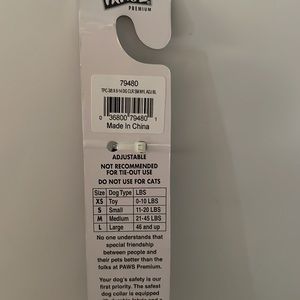 PREMIUM
79480
TPC-3/8 X 8-14 DG CLR SM NYL ADJ BL
0 36800 79480 1
Made In China
ADJUSTABLE
NOT RECOMMENDED
FOR TIE-OUT USE
DO NOT USE FOR CATS
Size Dog Type LBS
XS Toy 0-10 LBS
S Small 11-20 LBS
M Medium 21-45 LBS
L Large 46 and up
No one understands that
special friendship
between people and
their pets better than the
folks at PAWS Premium.
Your dog's safety is our
first priority. The safest
dog collar is equipped